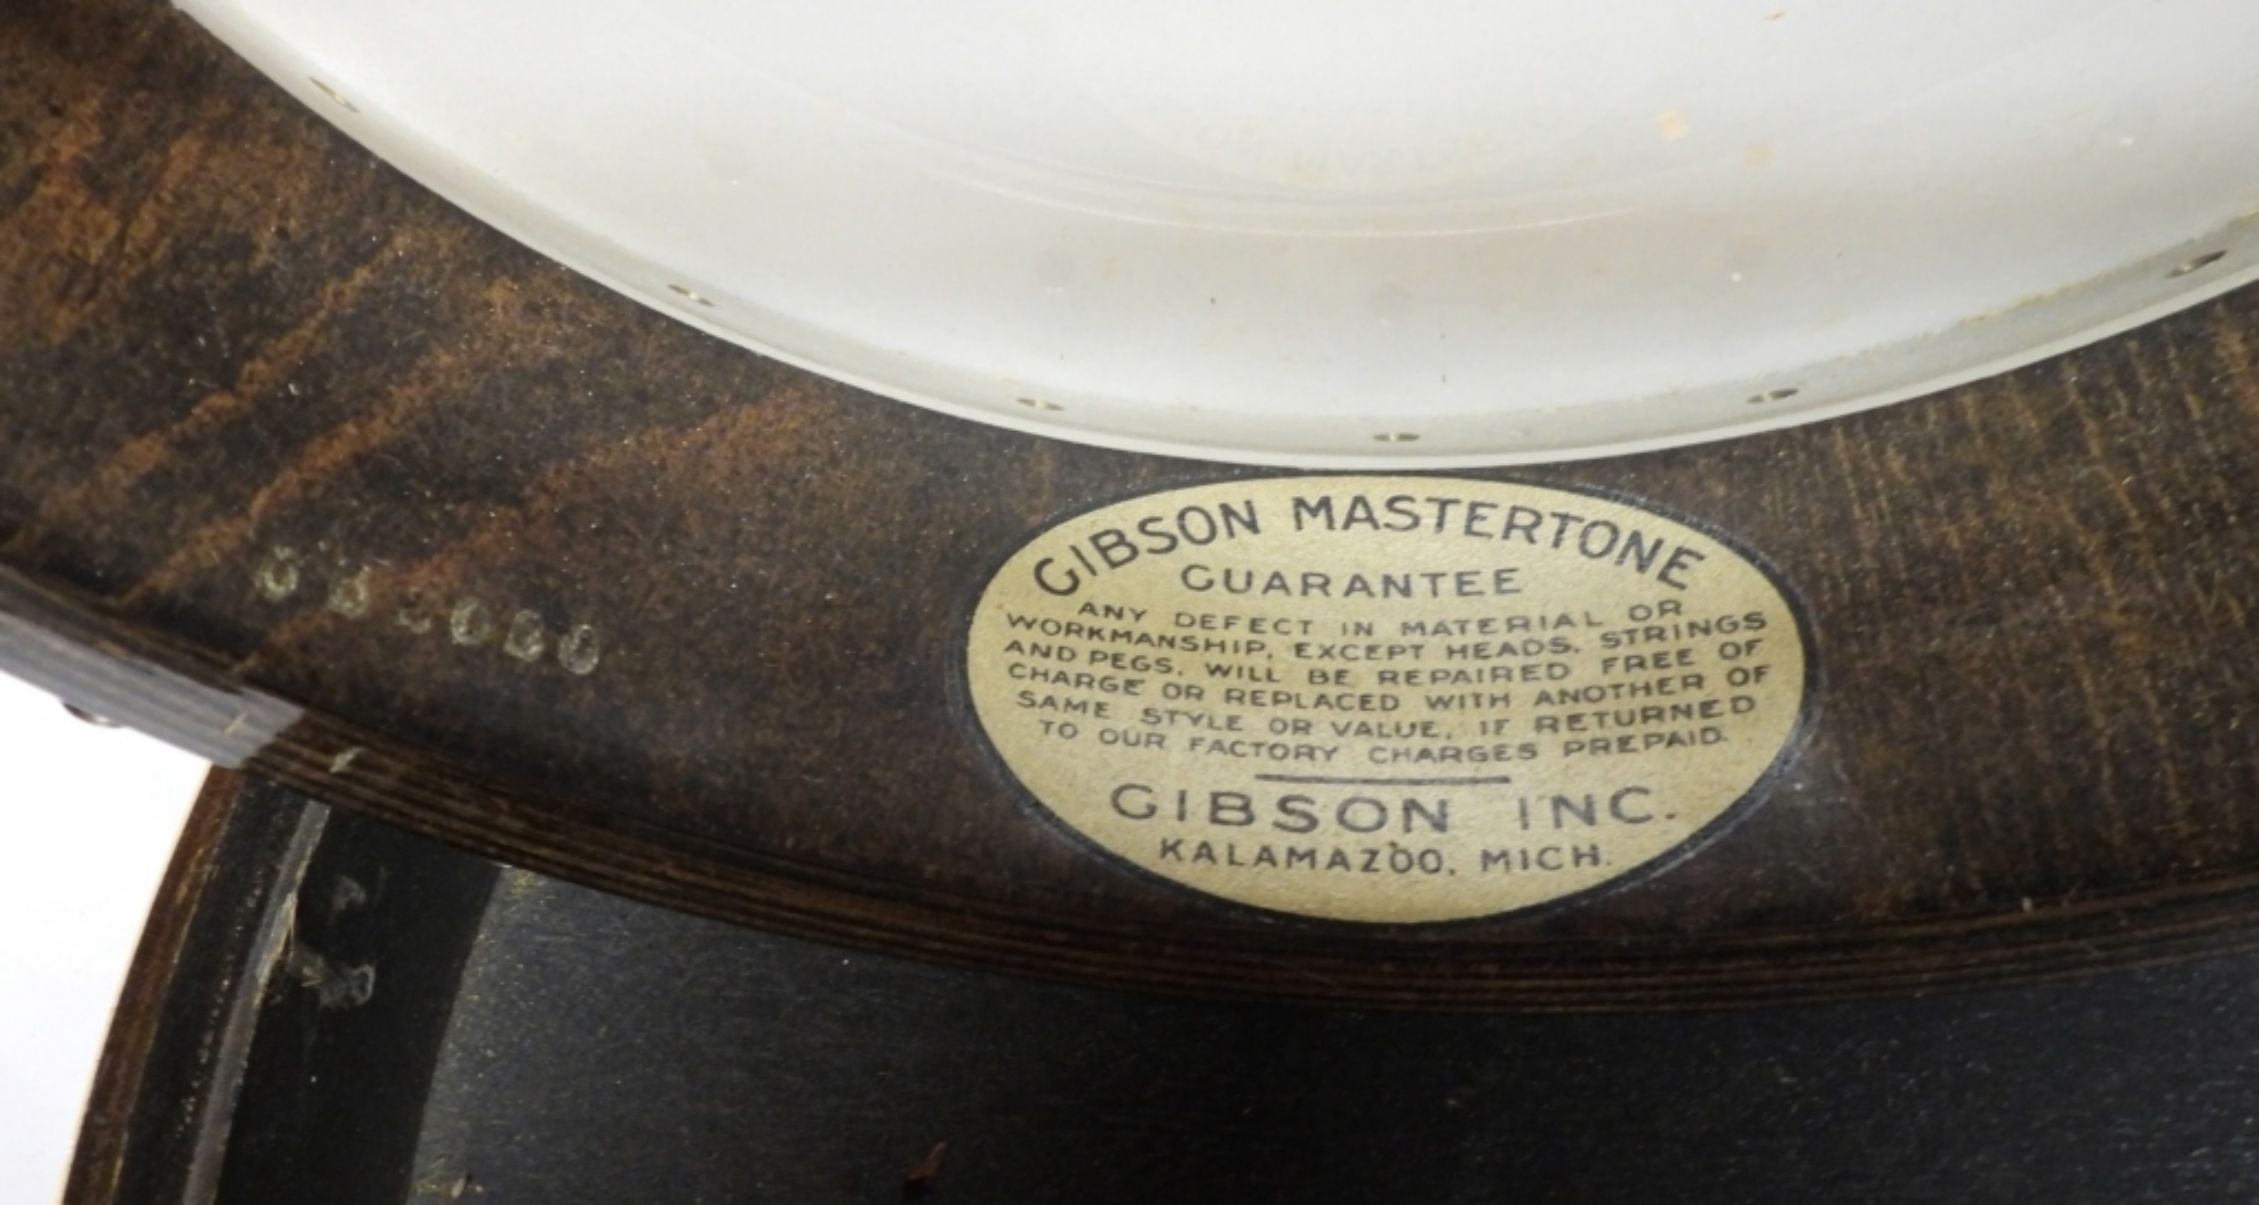 GIBSON MASTERTONE
GUARANTEE
ANY DEFECT IN MATERIAL OR
WORKMANSHIP, EXCEPT HEADS, STRINGS
AND PEGS, WILL BE REPAIRED FREE OF
CHARGE OR REPLACED WITH ANOTHER OF
SAME STYLE OR VALUE, IF RETURNED
TO OUR FACTORY CHARGES PREPAID.
GIBSON INC.
KALAMAZOO, MICH.